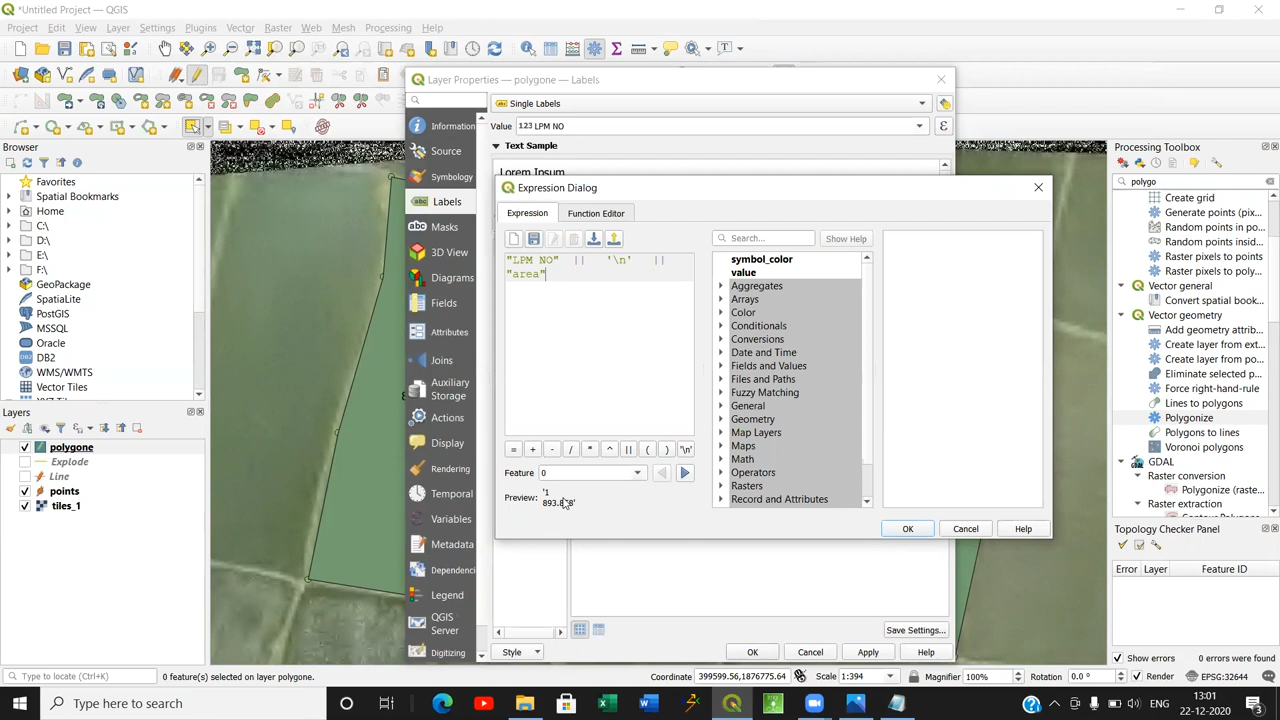 *Untitled Project — QGIS
Project Edit View Layer Settings Plugins Vector Raster Web Mesh Processing Help
Layer Properties — polygone — Labels
Single Labels
Value 123 LPM NO
Text Sample
Lorem Ipsum
Information
Source
Symbology
Labels
Masks
3D View
Diagrams
Fields
Attributes
Joins
Auxiliary
Storage
Actions
Display
Rendering
Temporal
Variables
Metadata
Dependenci
Legend
QGIS
Server
Digitizing
Style
Save Settings...
OK Cancel Apply Help
Expression Dialog
Expression Function Editor
"LPM NO" || '\n' ||
"area"
= + - / * ^ || ( ) '\n'
Feature 0
Preview: '1
Search...
Show Help
symbol_color
value
Aggregates
Arrays
Color
Conditionals
Conversions
Date and Time
Fields and Values
Files and Paths
Fuzzy Matching
General
Geometry
Map Layers
Maps
Math
Operators
Rasters
Record and Attributes
OK Cancel Help
Browser
Favorites
Spatial Bookmarks
Home
C:\
D:\
E:\
F:\
GeoPackage
SpatiaLite
PostGIS
MSSQL
Oracle
DB2
WMS/WMTS
Vector Tiles
Layers
polygone
Explode
Line
points
tiles_1
Processing Toolbox
polygo
Create grid
Generate points (pix...
Random points in po...
Random points insid...
Raster pixels to points
Raster pixels to poly...
Vector general
Convert spatial book...
Vector geometry
Add geometry attrib...
Create layer from ext...
Create layer from po...
Eliminate selected p...
Force right-hand-rule
Lines to polygons
Polygonize
Polygons to lines
Voronoi polygons
GDAL
Raster conversion
Polygonize (raste...
Raster extraction
Topology Checker Panel
Error Layer Feature ID
Show errors 0 errors were found
Type to locate (Ctrl+K)
0 feature(s) selected on layer polygone.
Coordinate 399599.56,1876775.64 Scale 1:394 Magnifier 100% Rotation 0.0 ° Render EPSG:32644
Type here to search
ENG
13:01
22-12-2020